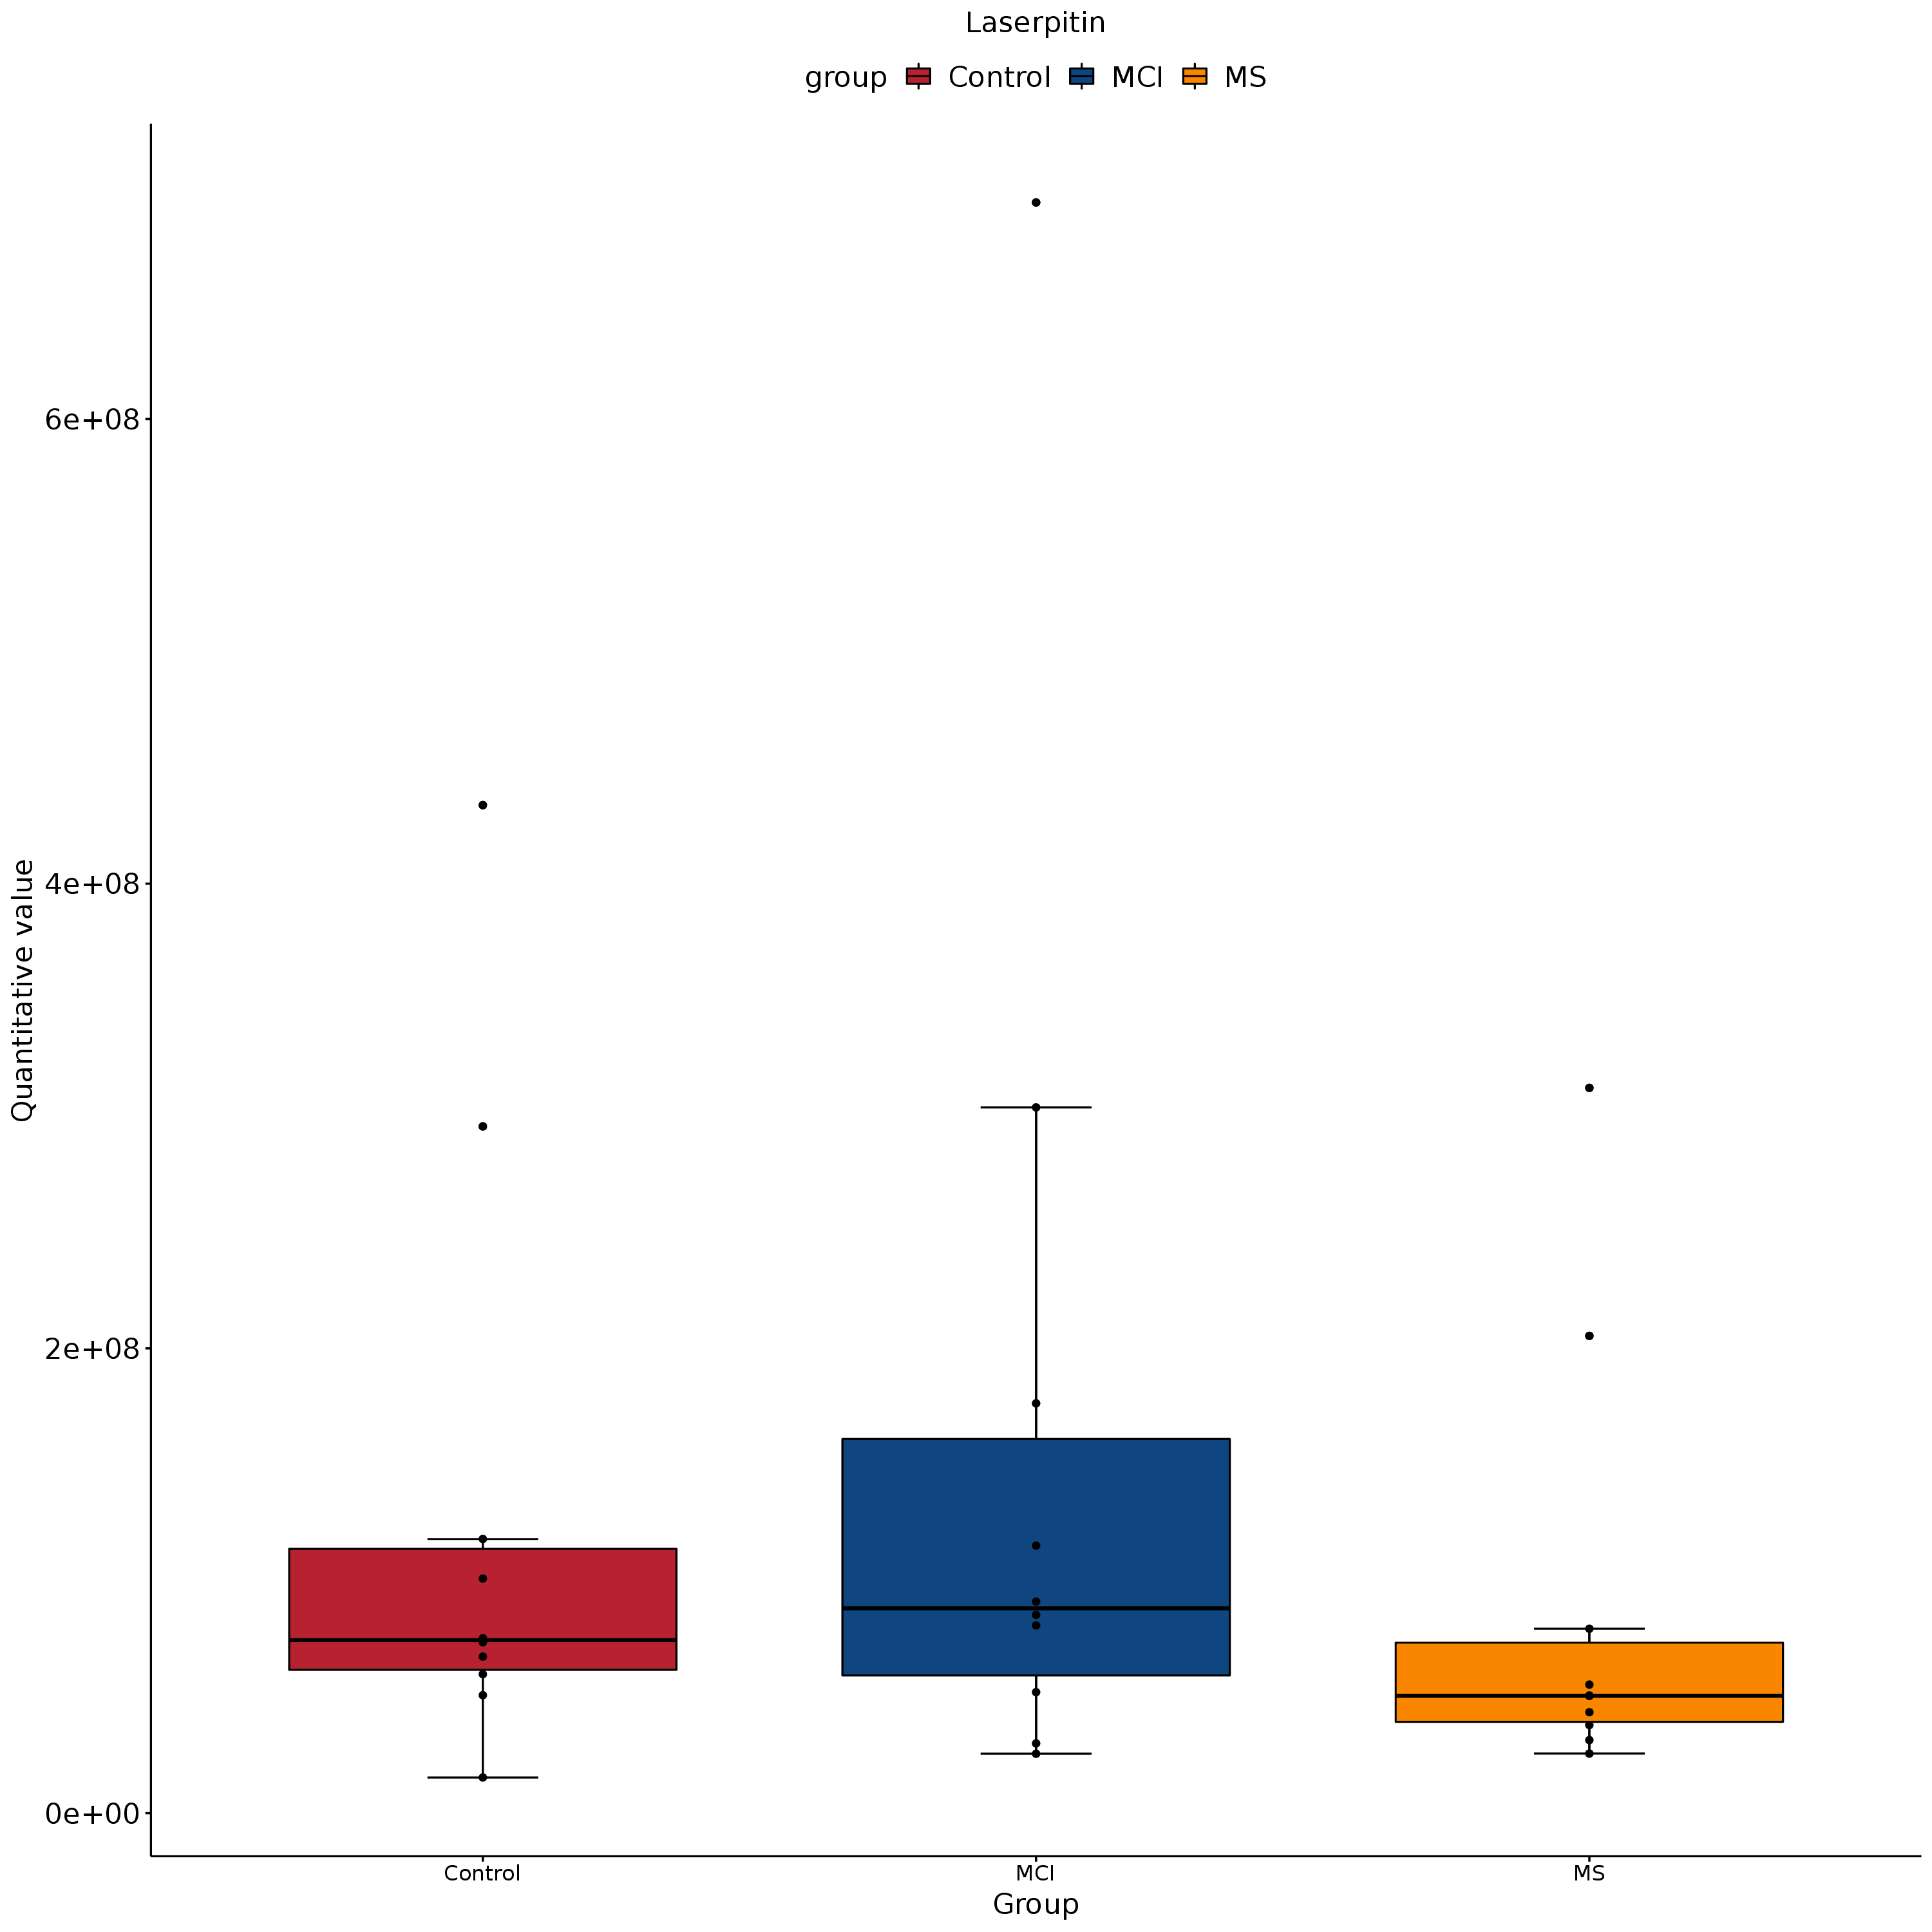 Laserpitin
group Control MCI MS
Quantitative value
6e+08
4e+08
2e+08
0e+00
Control MCI MS
Group